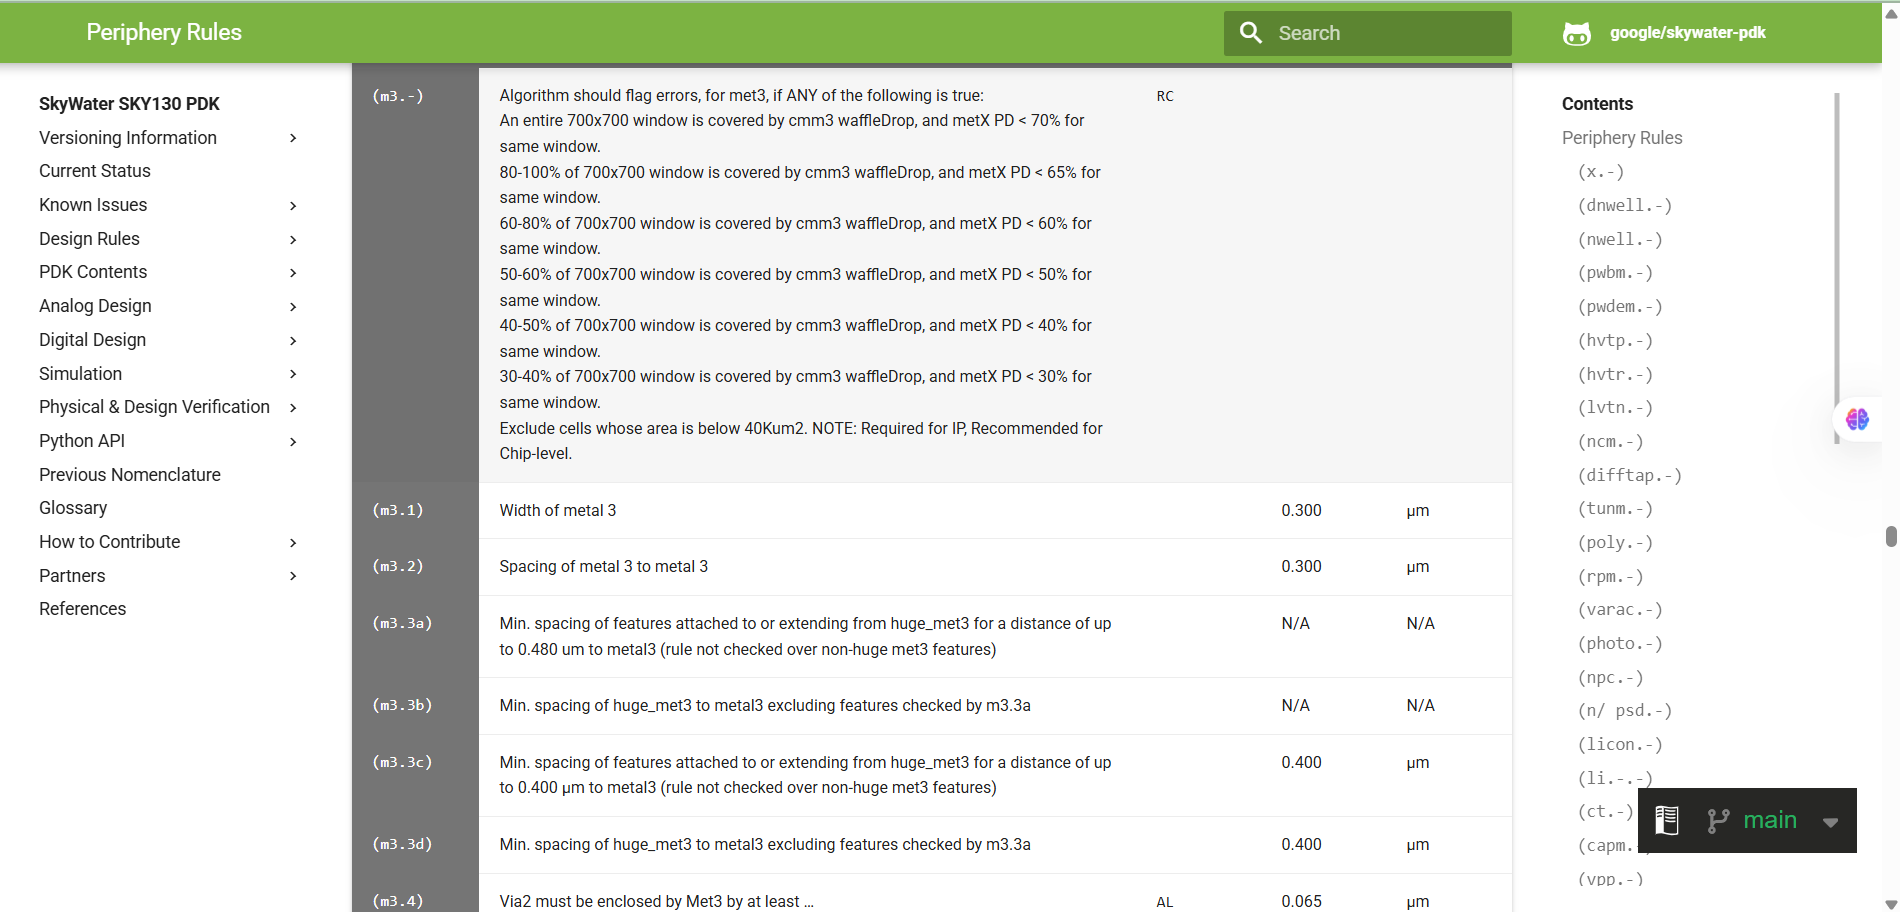 Periphery Rules
Search
google/skywater-pdk
SkyWater SKY130 PDK
Versioning Information
Current Status
Known Issues
Design Rules
PDK Contents
Analog Design
Digital Design
Simulation
Physical & Design Verification
Python API
Previous Nomenclature
Glossary
How to Contribute
Partners
References
(m3.-)
Algorithm should flag errors, for met3, if ANY of the following is true:
An entire 700x700 window is covered by cmm3 waffleDrop, and metX PD < 70% for
same window.
80-100% of 700x700 window is covered by cmm3 waffleDrop, and metX PD < 65% for
same window.
60-80% of 700x700 window is covered by cmm3 waffleDrop, and metX PD < 60% for
same window.
50-60% of 700x700 window is covered by cmm3 waffleDrop, and metX PD < 50% for
same window.
40-50% of 700x700 window is covered by cmm3 waffleDrop, and metX PD < 40% for
same window.
30-40% of 700x700 window is covered by cmm3 waffleDrop, and metX PD < 30% for
same window.
Exclude cells whose area is below 40Kum2. NOTE: Required for IP, Recommended for
Chip-level.
RC
(m3.1) Width of metal 3 0.300 µm
(m3.2) Spacing of metal 3 to metal 3 0.300 µm
(m3.3a) Min. spacing of features attached to or extending from huge_met3 for a distance of up
to 0.480 um to metal3 (rule not checked over non-huge met3 features)
N/A N/A
(m3.3b) Min. spacing of huge_met3 to metal3 excluding features checked by m3.3a N/A N/A
(m3.3c) Min. spacing of features attached to or extending from huge_met3 for a distance of up
to 0.400 µm to metal3 (rule not checked over non-huge met3 features)
0.400 µm
(m3.3d) Min. spacing of huge_met3 to metal3 excluding features checked by m3.3a 0.400 µm
(m3.4) Via2 must be enclosed by Met3 by at least … AL 0.065 µm
Contents
Periphery Rules
(x.-)
(dnwell.-)
(nwell.-)
(pwbm.-)
(pwdem.-)
(hvtp.-)
(hvtr.-)
(lvtn.-)
(ncm.-)
(difftap.-)
(tunm.-)
(poly.-)
(rpm.-)
(varac.-)
(photo.-)
(npc.-)
(n/ psd.-)
(licon.-)
(li.-.-)
(ct.-)
(capm.-
(vpp.-)
main